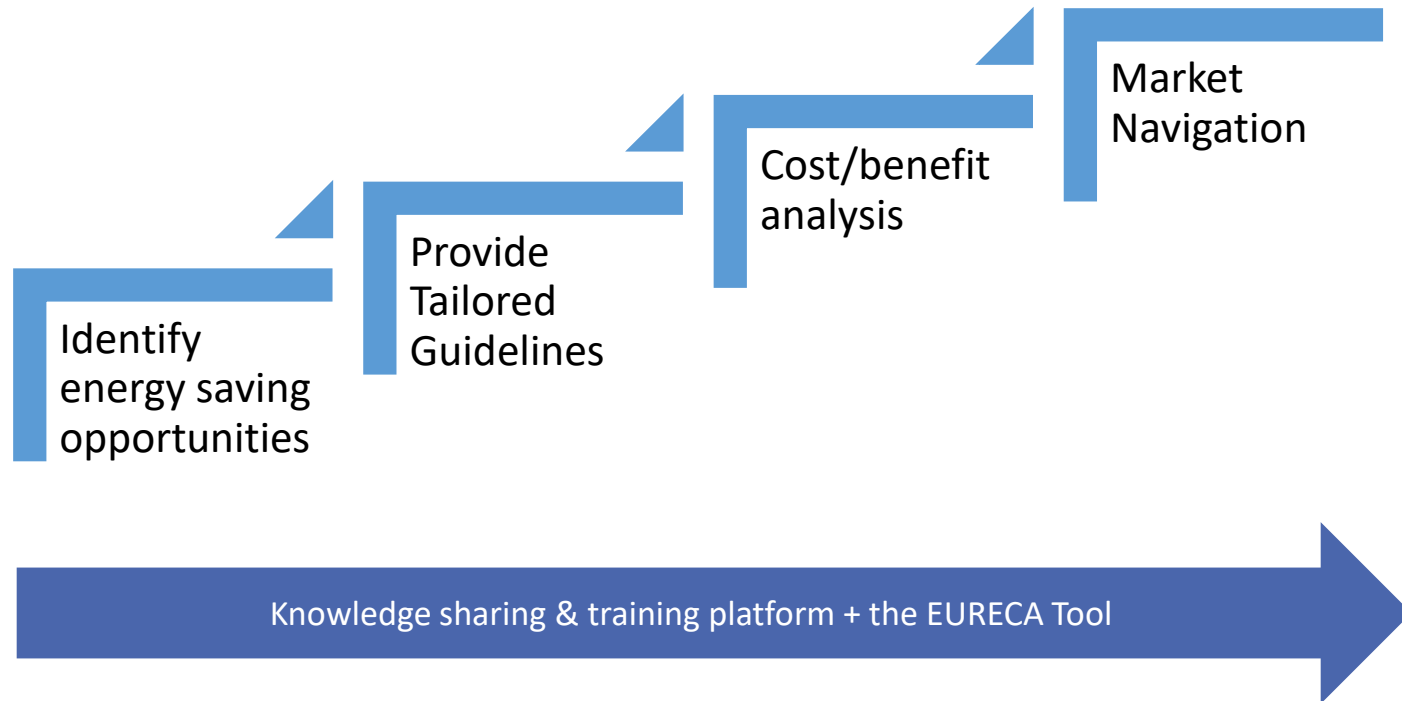 Identify
energy saving
opportunities
Provide
Tailored
Guidelines
Cost/benefit
analysis
Market
Navigation
Knowledge sharing & training platform + the EURECA Tool